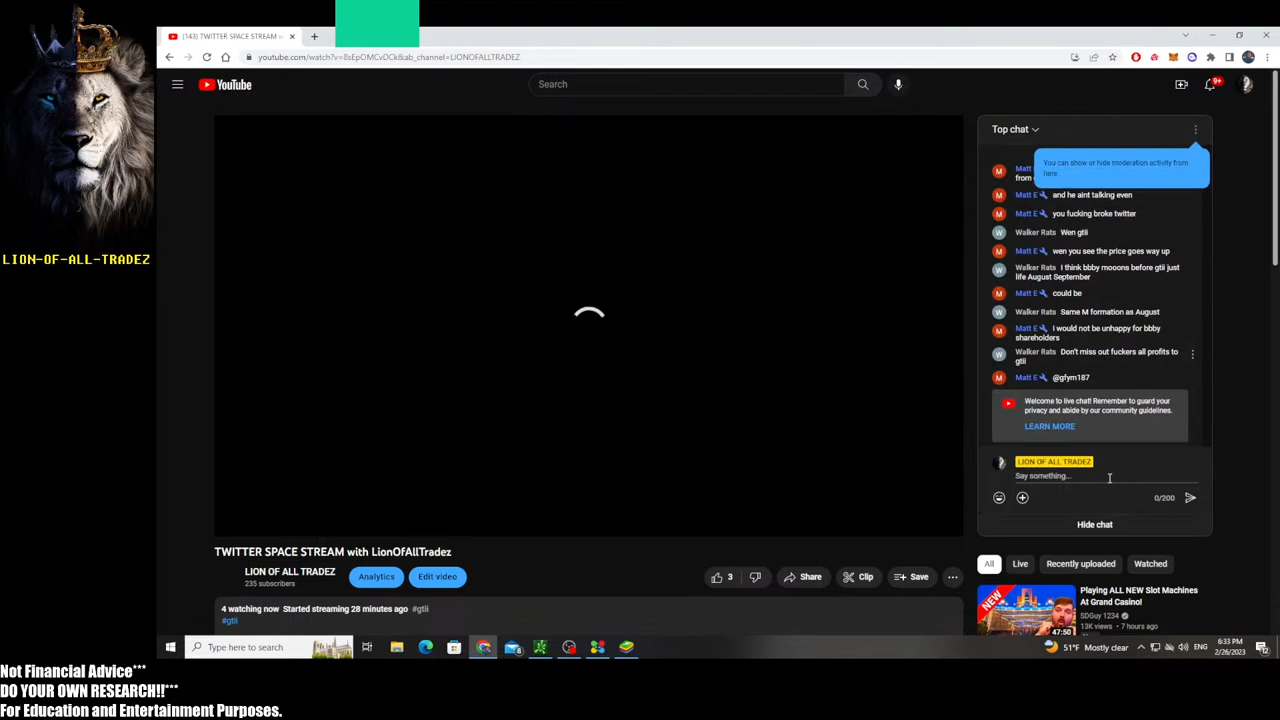 (143) TWITTER SPACE STREAM wi
youtube.com/watch?v=8sEpOMCvDCk&ab_channel=LIONOFALLTRADEZ
YouTube
Search
9+
Top chat
You can show or hide moderation activity from
here.
Matt
from
Matt E and he aint talking even
Matt E you fucking broke twitter
Walker Rats Wen gtii
Matt E wen you see the price goes way up
Walker Rats I think bbby mooons before gtii just
life August September
Matt E could be
Walker Rats Same M formation as August
Matt E I would not be unhappy for bbby
shareholders
Walker Rats Don't miss out fuckers all profits to
gtii
Matt E @gfym187
Welcome to live chat! Remember to guard your
privacy and abide by our community guidelines.
LEARN MORE
LION OF ALL TRADEZ
Say something...
0/200
Hide chat
LION-OF-ALL-TRADEZ
TWITTER SPACE STREAM with LionOfAllTradez
LION OF ALL TRADEZ
235 subscribers
Analytics
Edit video
3
Share
Clip
Save
4 watching now Started streaming 28 minutes ago #gtii
#gtii
All
Live
Recently uploaded
Watched
NEW
47:50
Playing ALL NEW Slot Machines
At Grand Casino!
SDGuy 1234
13K views • 7 hours ago
Type here to search
51°F Mostly clear
ENG
6:33 PM
2/26/2023
Not Financial Advice***
DO YOUR OWN RESEARCH!!***
For Education and Entertainment Purposes.